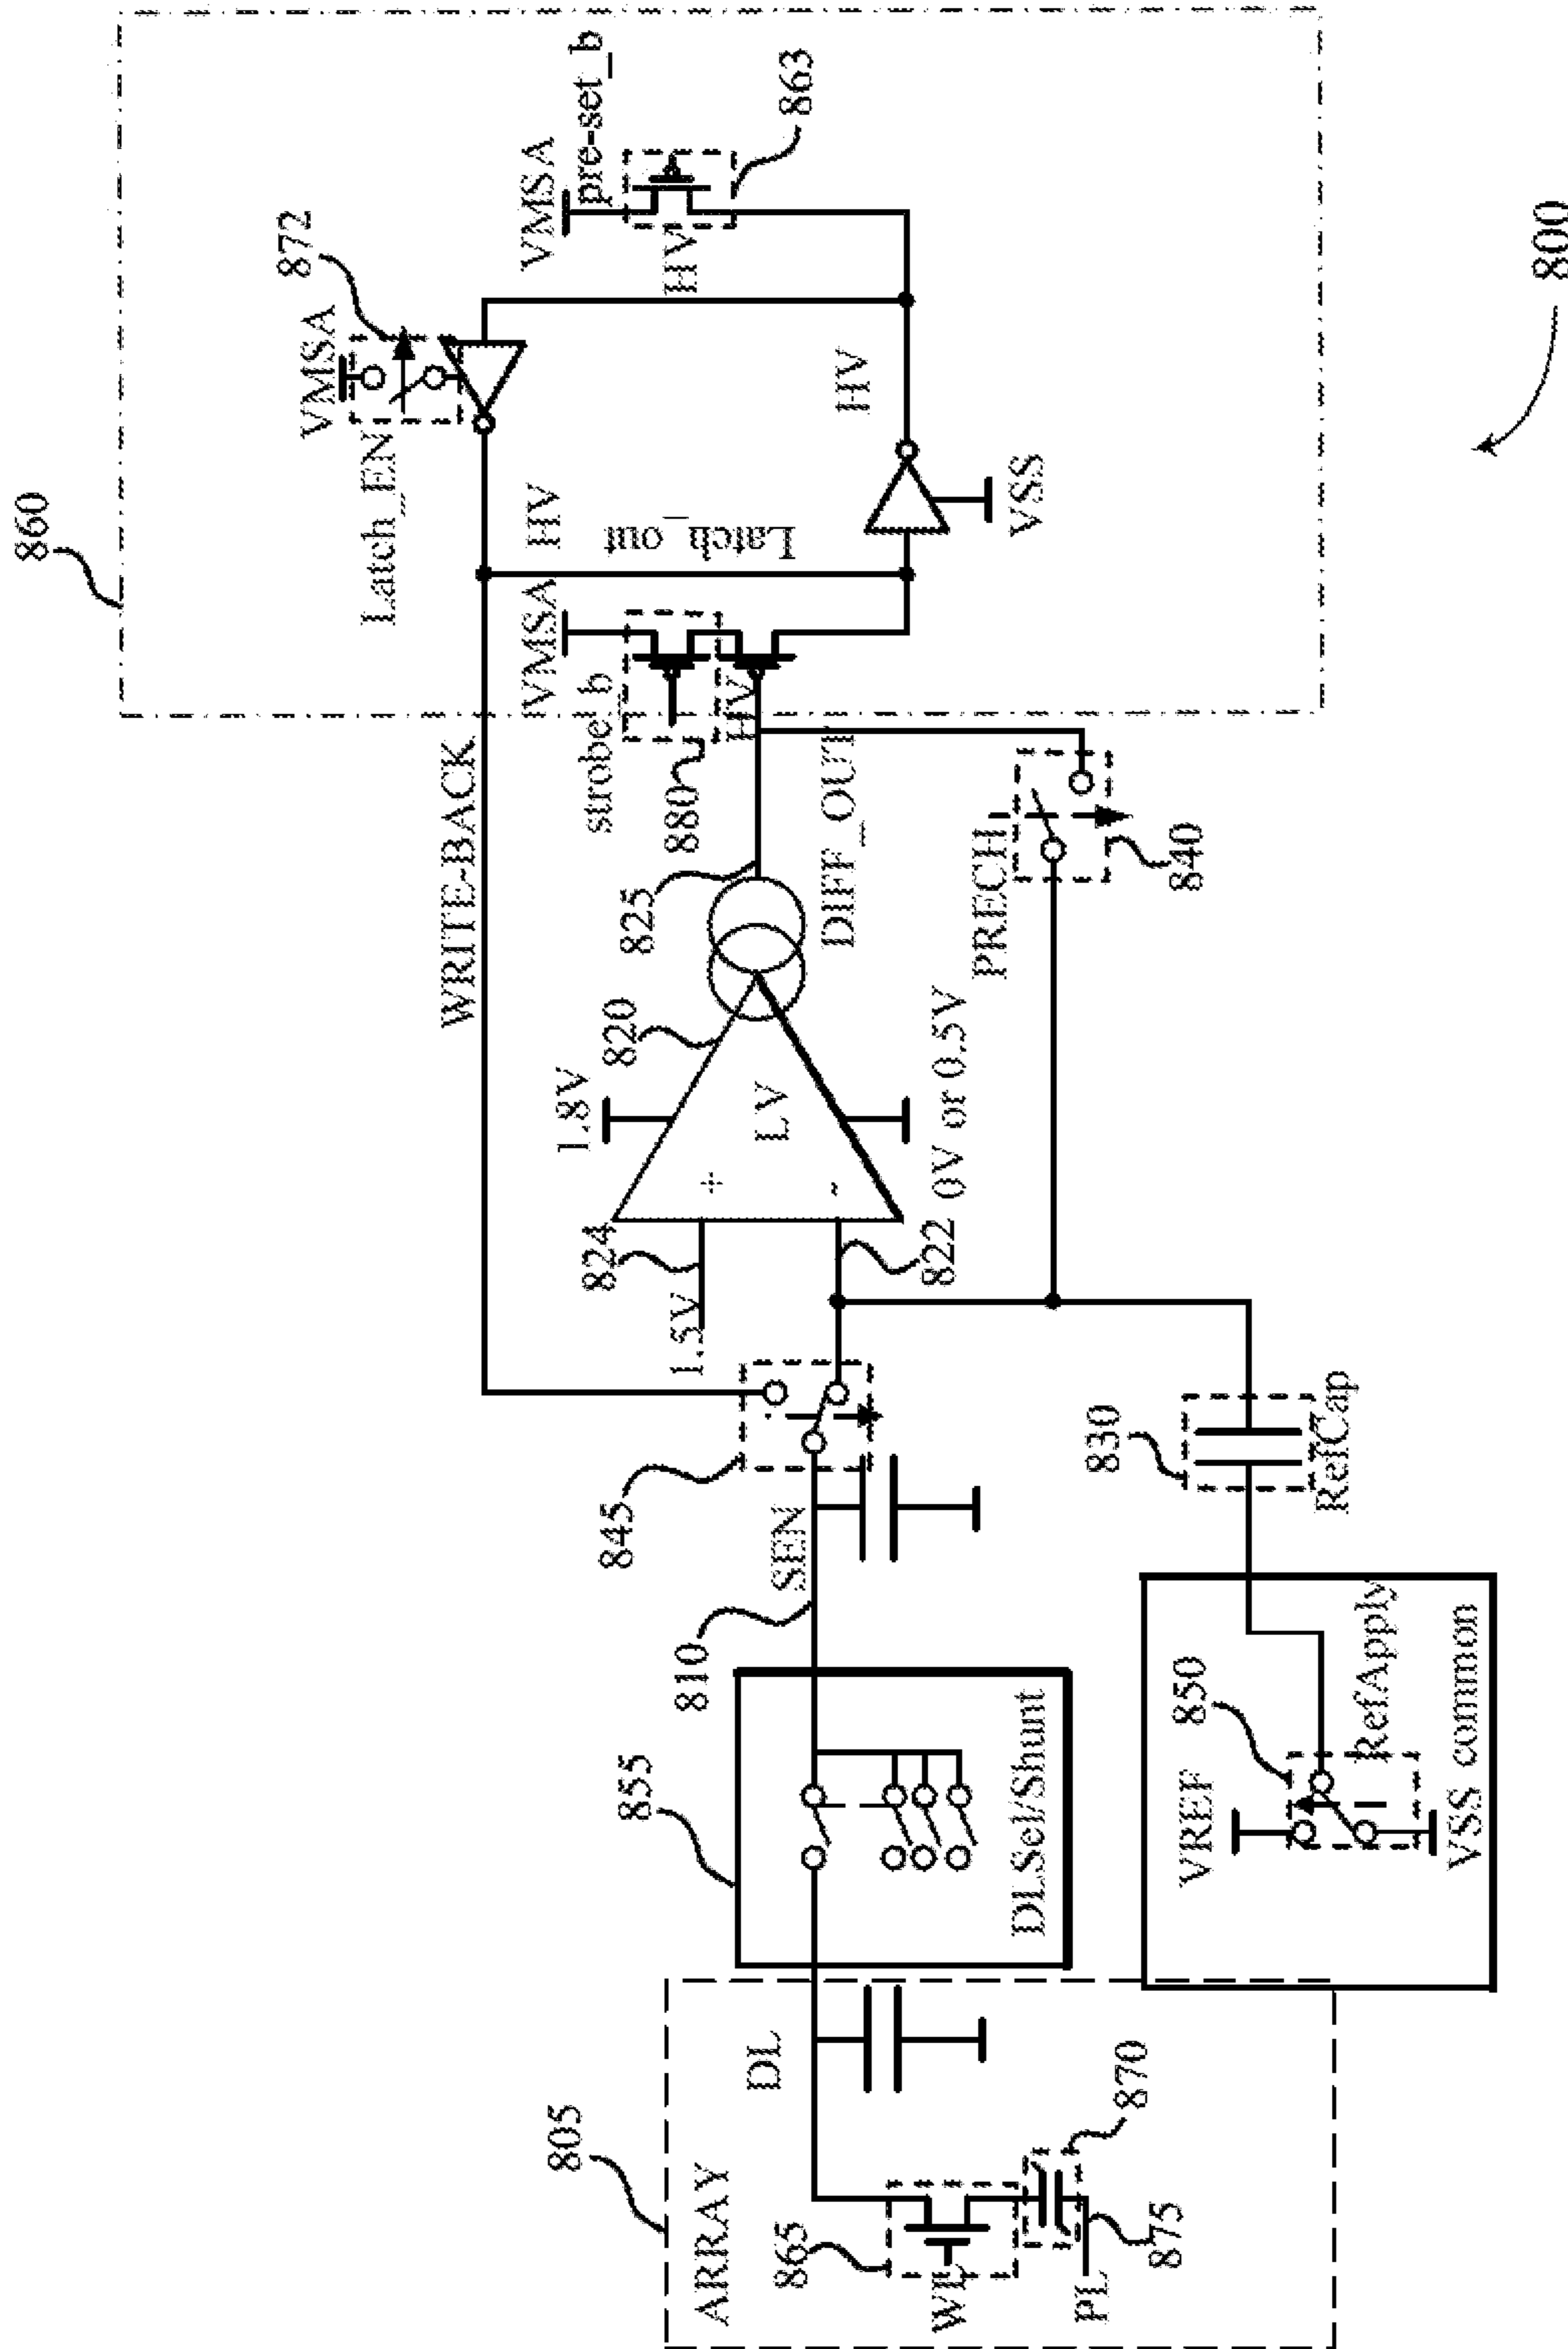 860
Latch_EN
VMSA
872
VMSA
pre-set_b
HV
863
HV
Latch_out
HV
VSS
WRITE-BACK
strobe_b
VMSA
880
HV
825
DIFF_OUT
PRECH
840
820
1.8V
LV
0V or 0.5V
+
-
824
1.5V
822
845
SEN
810
830
RefCap
855
DLSel/Shunt
850
VREF
RefApply
VSS common
805
ARRAY
DL
865
WL
870
PL
875
800